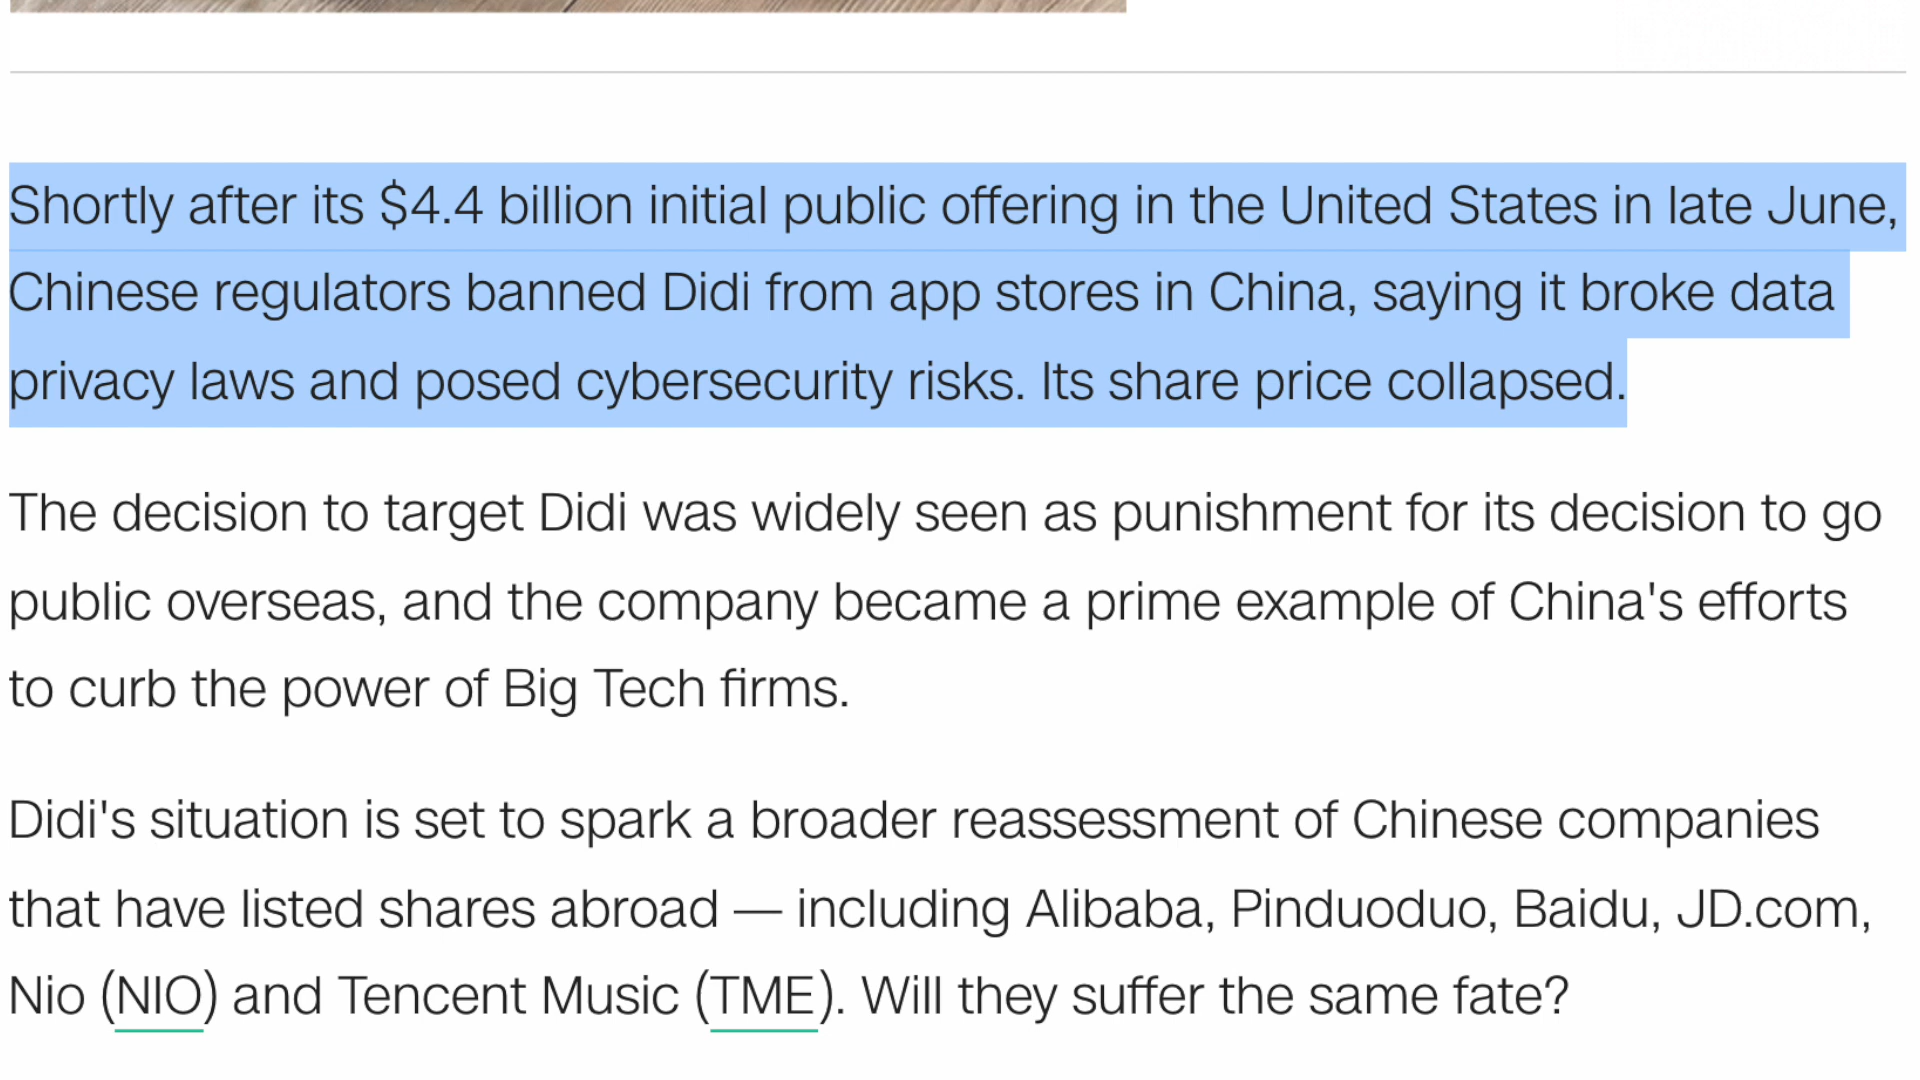 Shortly after its $4.4 billion initial public offering in the United States in late June,
Chinese regulators banned Didi from app stores in China, saying it broke data
privacy laws and posed cybersecurity risks. Its share price collapsed.
The decision to target Didi was widely seen as punishment for its decision to go
public overseas, and the company became a prime example of China's efforts
to curb the power of Big Tech firms.
Didi's situation is set to spark a broader reassessment of Chinese companies
that have listed shares abroad — including Alibaba, Pinduoduo, Baidu, JD.com,
Nio (NIO) and Tencent Music (TME). Will they suffer the same fate?